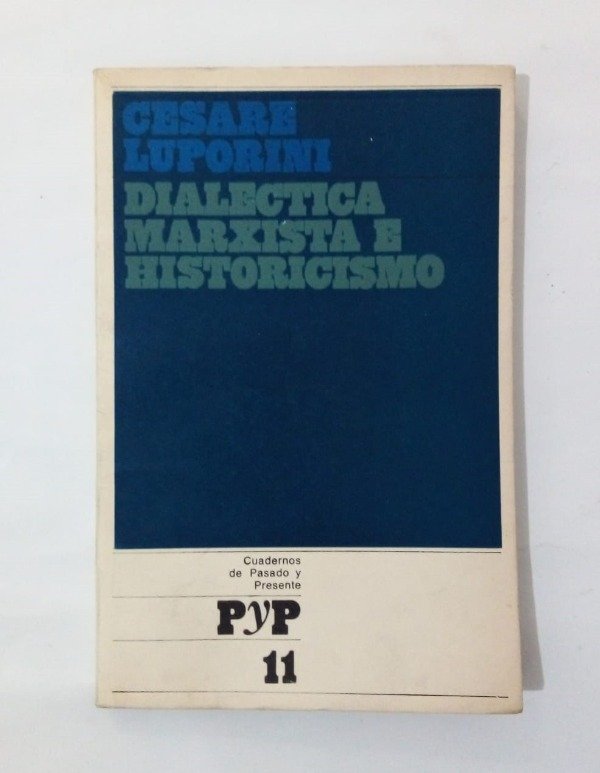 CESARE
LUPORINI
DIALECTICA
MARXISTA E
HISTORICISMO
Cuadernos
de Pasado y
Presente
PyP
11